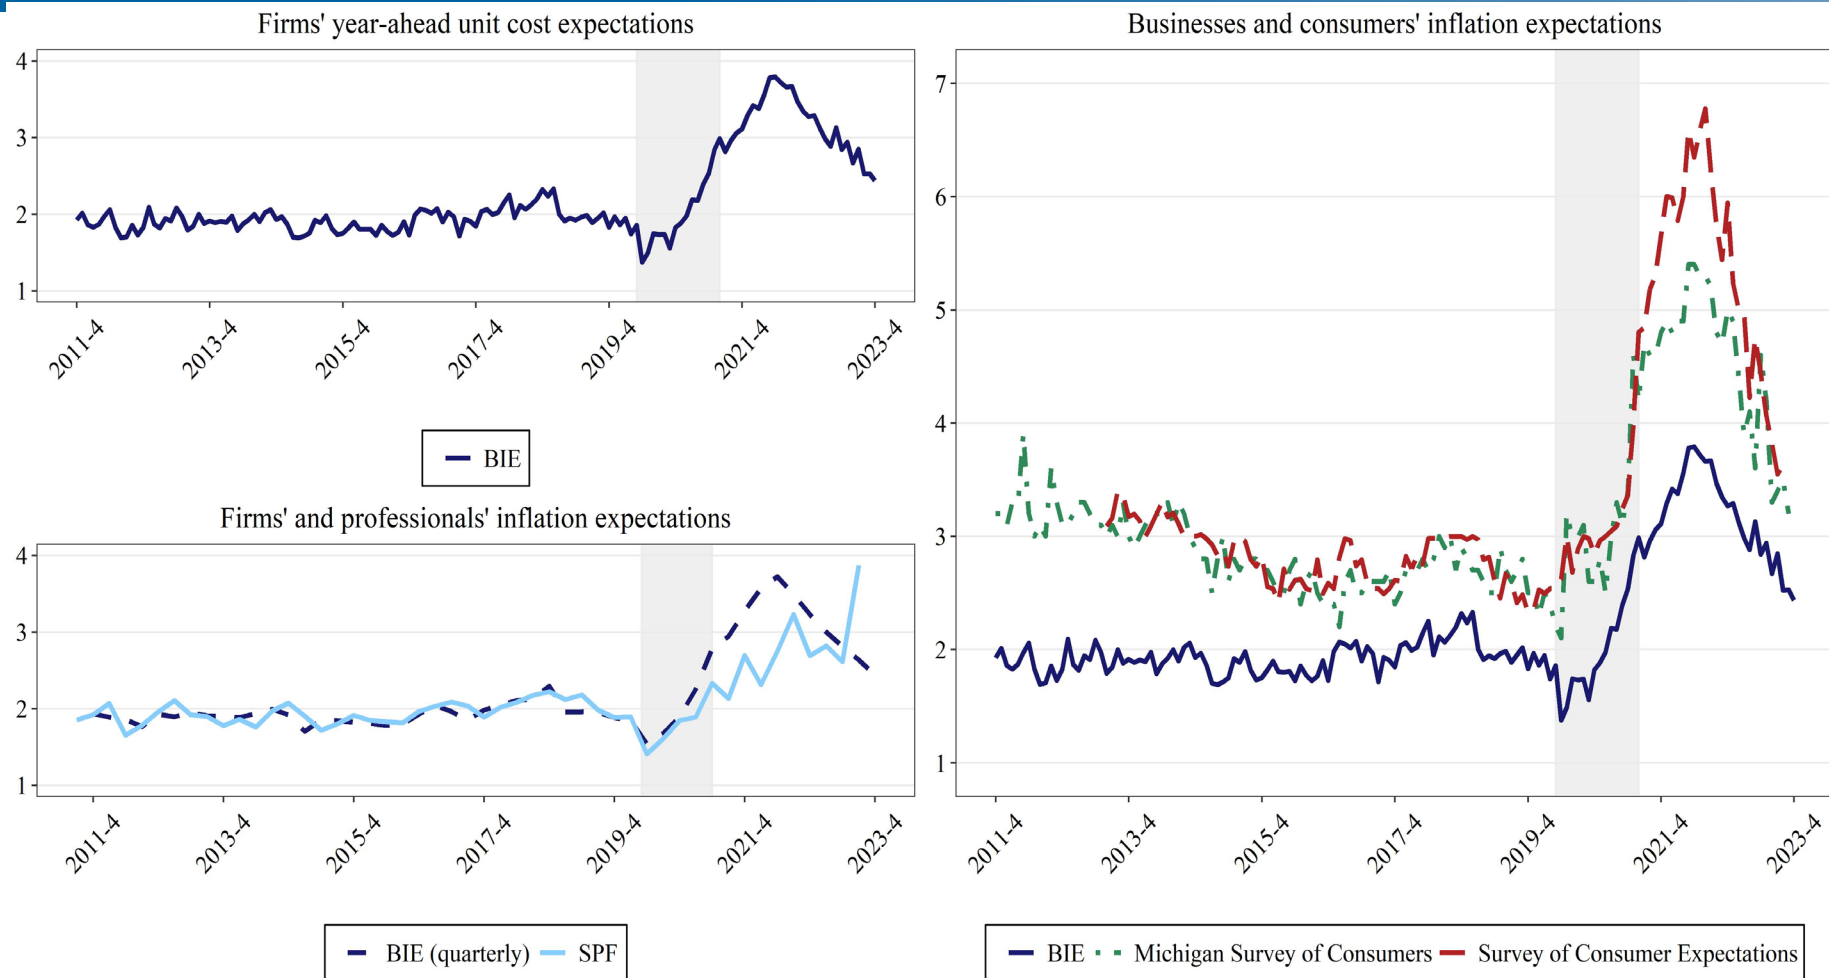 Firms' year-ahead unit cost expectations
4
3
2
1
2011-4 2013-4 2015-4 2017-4 2019-4 2021-4 2023-4
BIE
Firms' and professionals' inflation expectations
4
3
2
1
2011-4 2013-4 2015-4 2017-4 2019-4 2021-4 2023-4
BIE (quarterly) SPF
Businesses and consumers' inflation expectations
7
6
5
4
3
2
1
2011-4 2013-4 2015-4 2017-4 2019-4 2021-4 2023-4
BIE Michigan Survey of Consumers Survey of Consumer Expectations